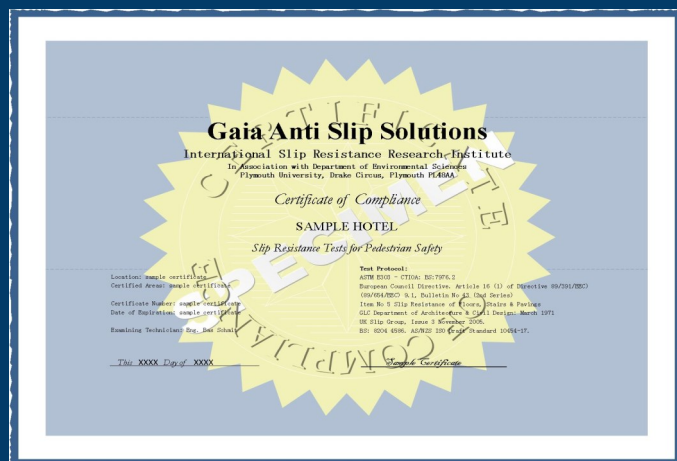 CERTIFICATE
Gaia Anti Slip Solutions
International Slip Resistance Research Institute
In Association with Department of Environmental Sciences
Plymouth University, Drake Circus, Plymouth PL48AA
Certificate of Compliance
SAMPLE HOTEL
Slip Resistance Tests for Pedestrian Safety
SPECIMEN
Location: sample certificate
Certified Areas: sample certificate
Certificate Number: sample certificate
Date of Expiration: sample certificate
Examining Technician: Eng.
Test Protocol:
ASTM E303 - CTIOA: BS:7976.2
European Council Directive. Article 16 (1) of Directive 89/391/EEC)
(89/654/EEC) 9.1, Bulletin No 43 (2nd Series)
Item No 5 Slip Resistance of Floors, Stairs & Pavings
GLC Department of Architecture & Civil Design: March 1971
UK Slip Group, Issue 3 November 2005.
BS: 8204 4586. AS/NZS ISO Draft Standard 10454-17.
This XXXX Day of XXXX
Sample Certificate
OF COMPLIANCE